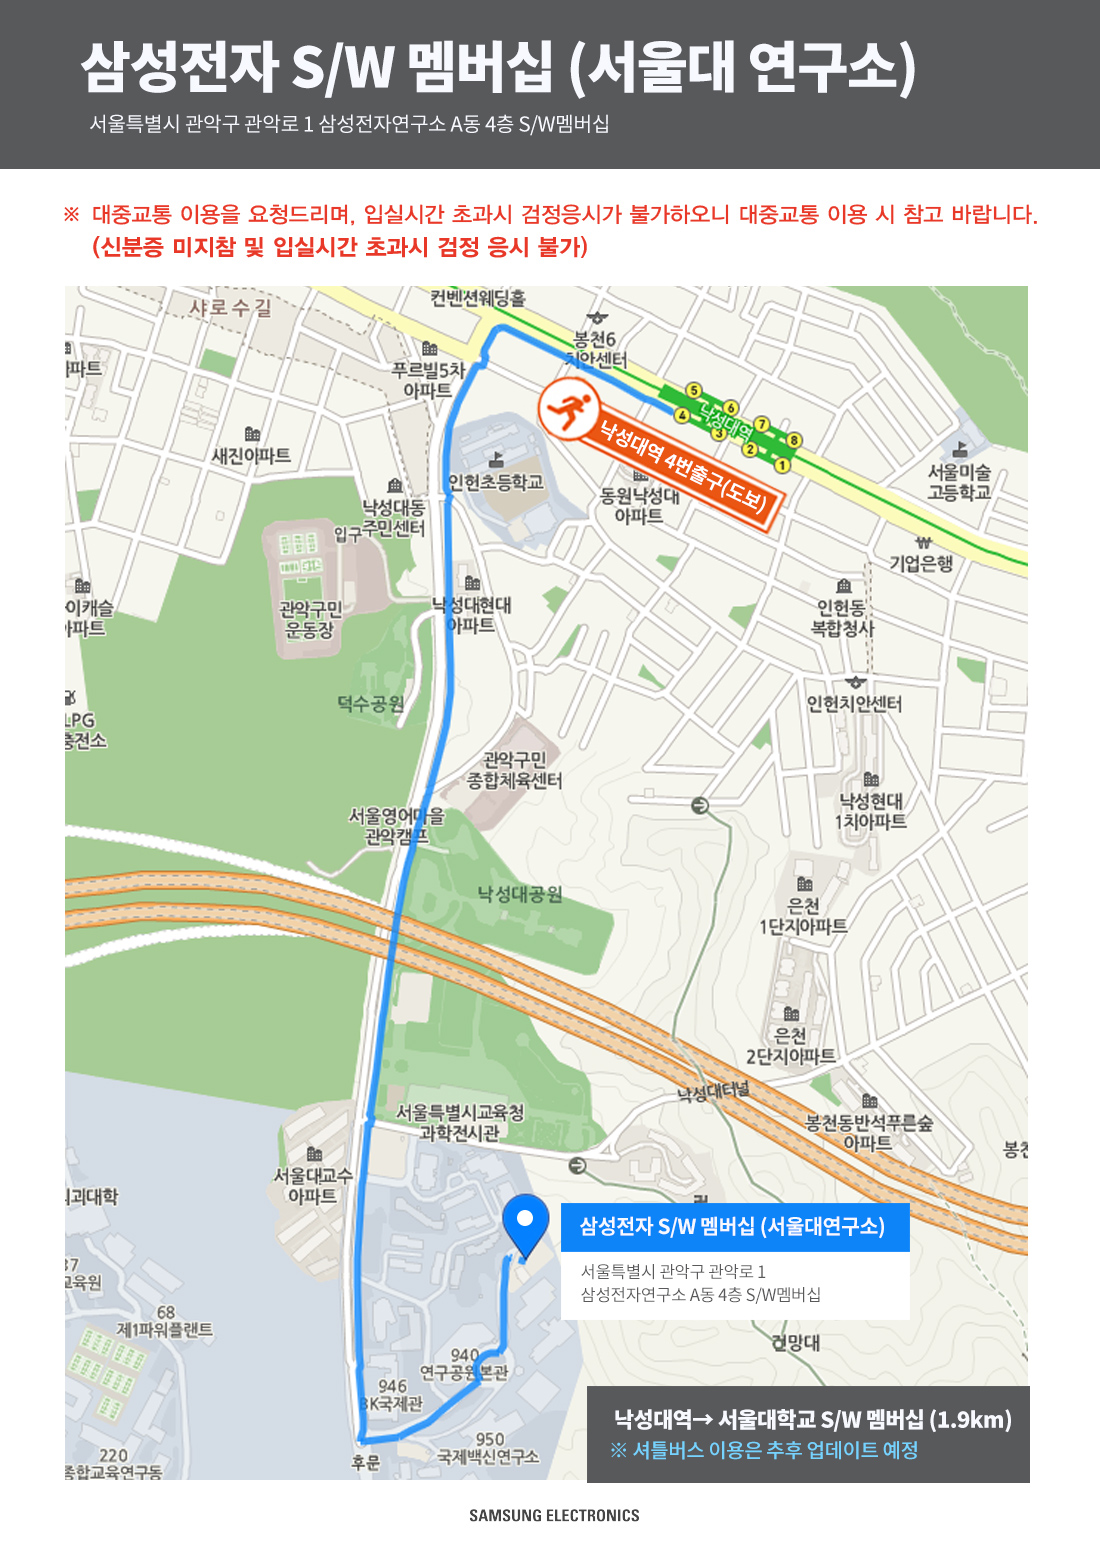 삼성전자 S/W 멤버십 (서울대 연구소)
서울특별시 관악구 관악로 1 삼성전자연구소 A동 4층 S/W멤버십
※ 대중교통 이용을 요청드리며, 입실시간 초과시 검정응시가 불가하오니 대중교통 이용 시 참고 바랍니다.
(신분증 미지참 및 입실시간 초과시 검정 응시 불가)
샤로수길
컨벤션웨딩홀
봉천6
치안센터
아파트
푸르빌5차
아파트
5
6
7
8
4
3
2
1
낙성대역
낙성대역 4번출구(도보)
새진아파트
인헌초등학교
서울미술
고등학교
낙성대동
주민센터
입구
동원낙성대
아파트
기업은행
관악구민
운동장
낙성대현대
아파트
인헌동
복합청사
이캐슬
아파트
덕수공원
인헌치안센터
LPG
충전소
관악구민
종합체육센터
서울영어마을
관악캠프
낙성현대
1차아파트
낙성대공원
은천
1단지아파트
은천
2단지아파트
낙성대터널
서울특별시교육청
과학전시관
봉천동반석푸른숲
아파트
봉천
서울대교수
아파트
치과대학
삼성전자 S/W 멤버십 (서울대연구소)
서울특별시 관악구 관악로 1
삼성전자연구소 A동 4층 S/W멤버십
37
교육원
68
제1파워플랜트
전망대
940
연구공원본관
946
BK국제관
950
국제백신연구소
후문
220
종합교육연구동
낙성대역→ 서울대학교 S/W 멤버십 (1.9km)
※ 셔틀버스 이용은 추후 업데이트 예정
SAMSUNG ELECTRONICS